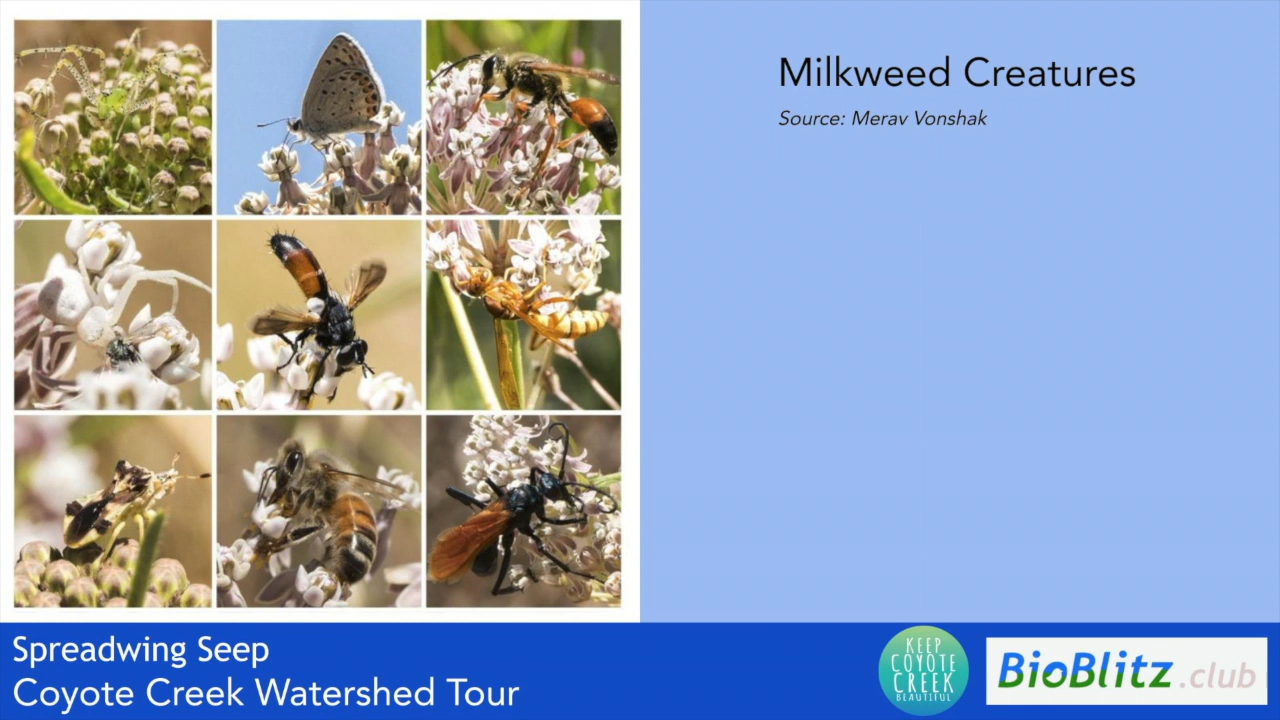 Milkweed Creatures
Source: Merav Vonshak
Spreadwing Seep
Coyote Creek Watershed Tour
KEEP
COYOTE
CREEK
BEAUTIFUL
BioBlitz.club